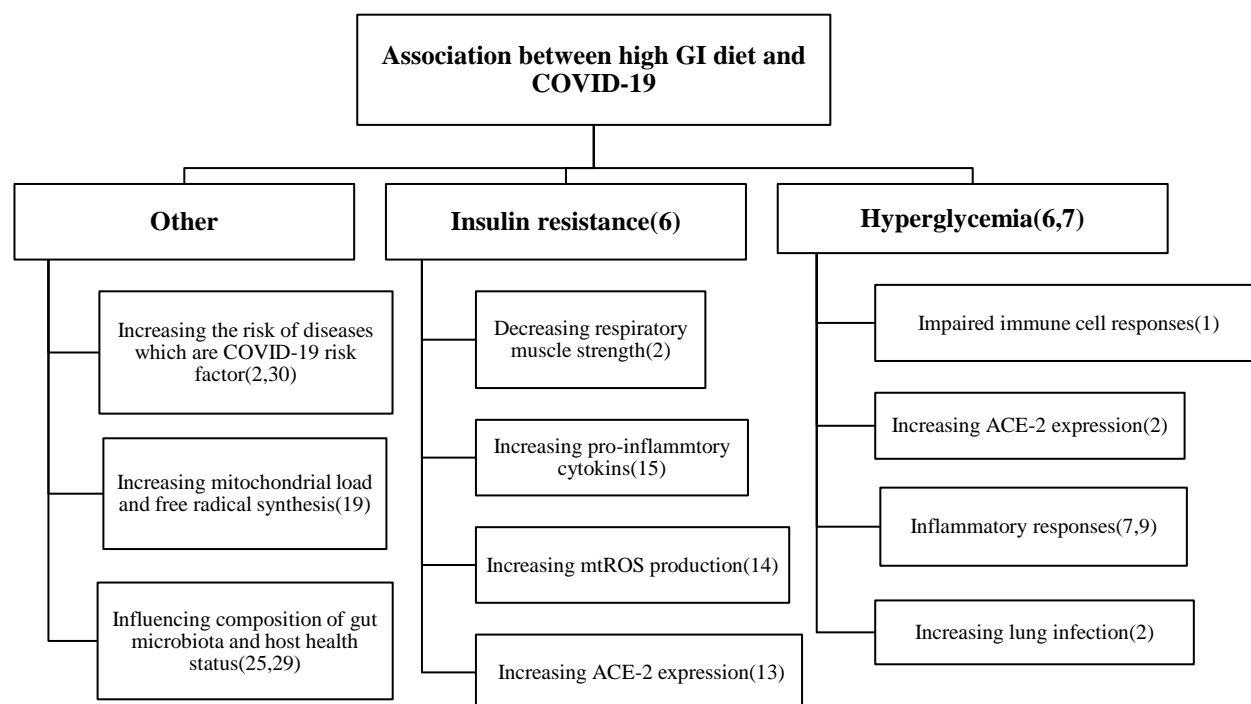 Association between high GI diet and
COVID-19
Other
Increasing the risk of diseases
which are COVID-19 risk
factor(2,30)
Increasing mitochondrial load
and free radical synthesis(19)
Influencing composition of gut
microbiota and host health
status(25,29)
Insulin resistance(6)
Decreasing respiratory
muscle strength(2)
Increasing pro-inflammtory
cytokins(15)
Increasing mtROS production(14)
Increasing ACE-2 expression(13)
Hyperglycemia(6,7)
Impaired immune cell responses(1)
Increasing ACE-2 expression(2)
Inflammatory responses(7,9)
Increasing lung infection(2)